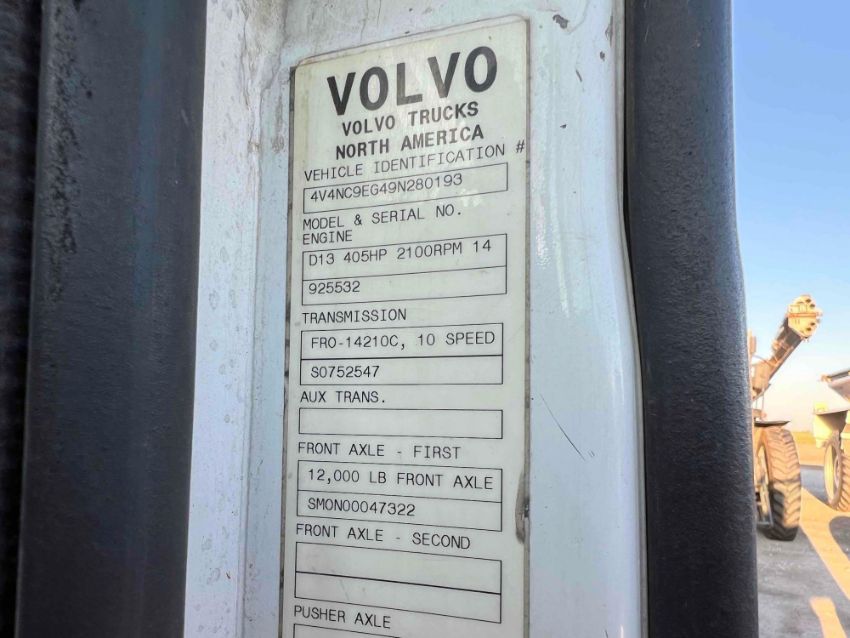 VOLVO
VOLVO TRUCKS
NORTH AMERICA
VEHICLE IDENTIFICATION #
4V4NC9EG49N280193
MODEL & SERIAL NO.
ENGINE
D13 405HP 2100RPM 14
925532
TRANSMISSION
FRO-14210C, 10 SPEED
S0752547
AUX TRANS.
FRONT AXLE - FIRST
12,000 LB FRONT AXLE
SMON00047322
FRONT AXLE - SECOND
PUSHER AXLE